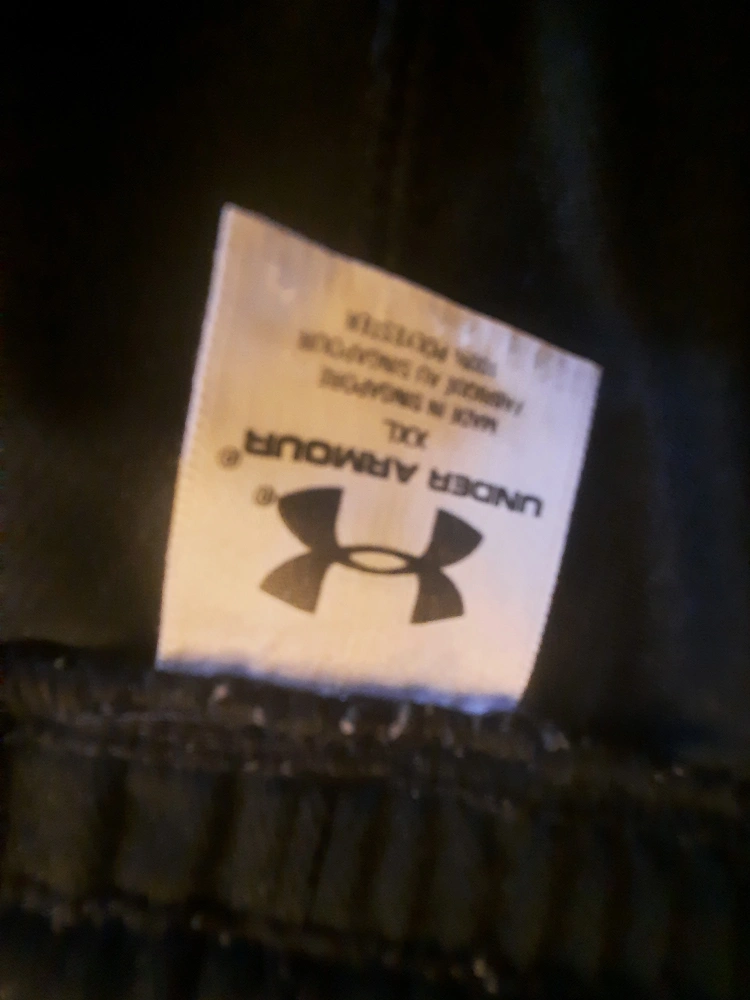 UNDER ARMOUR®
XXL
MADE IN SINGAPORE
FABRIQUÉ AU SINGAPOUR
100% POLYESTER